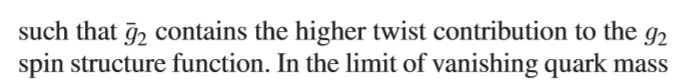 such that ḡ₂ contains the higher twist contribution to the g₂
spin structure function. In the limit of vanishing quark mass